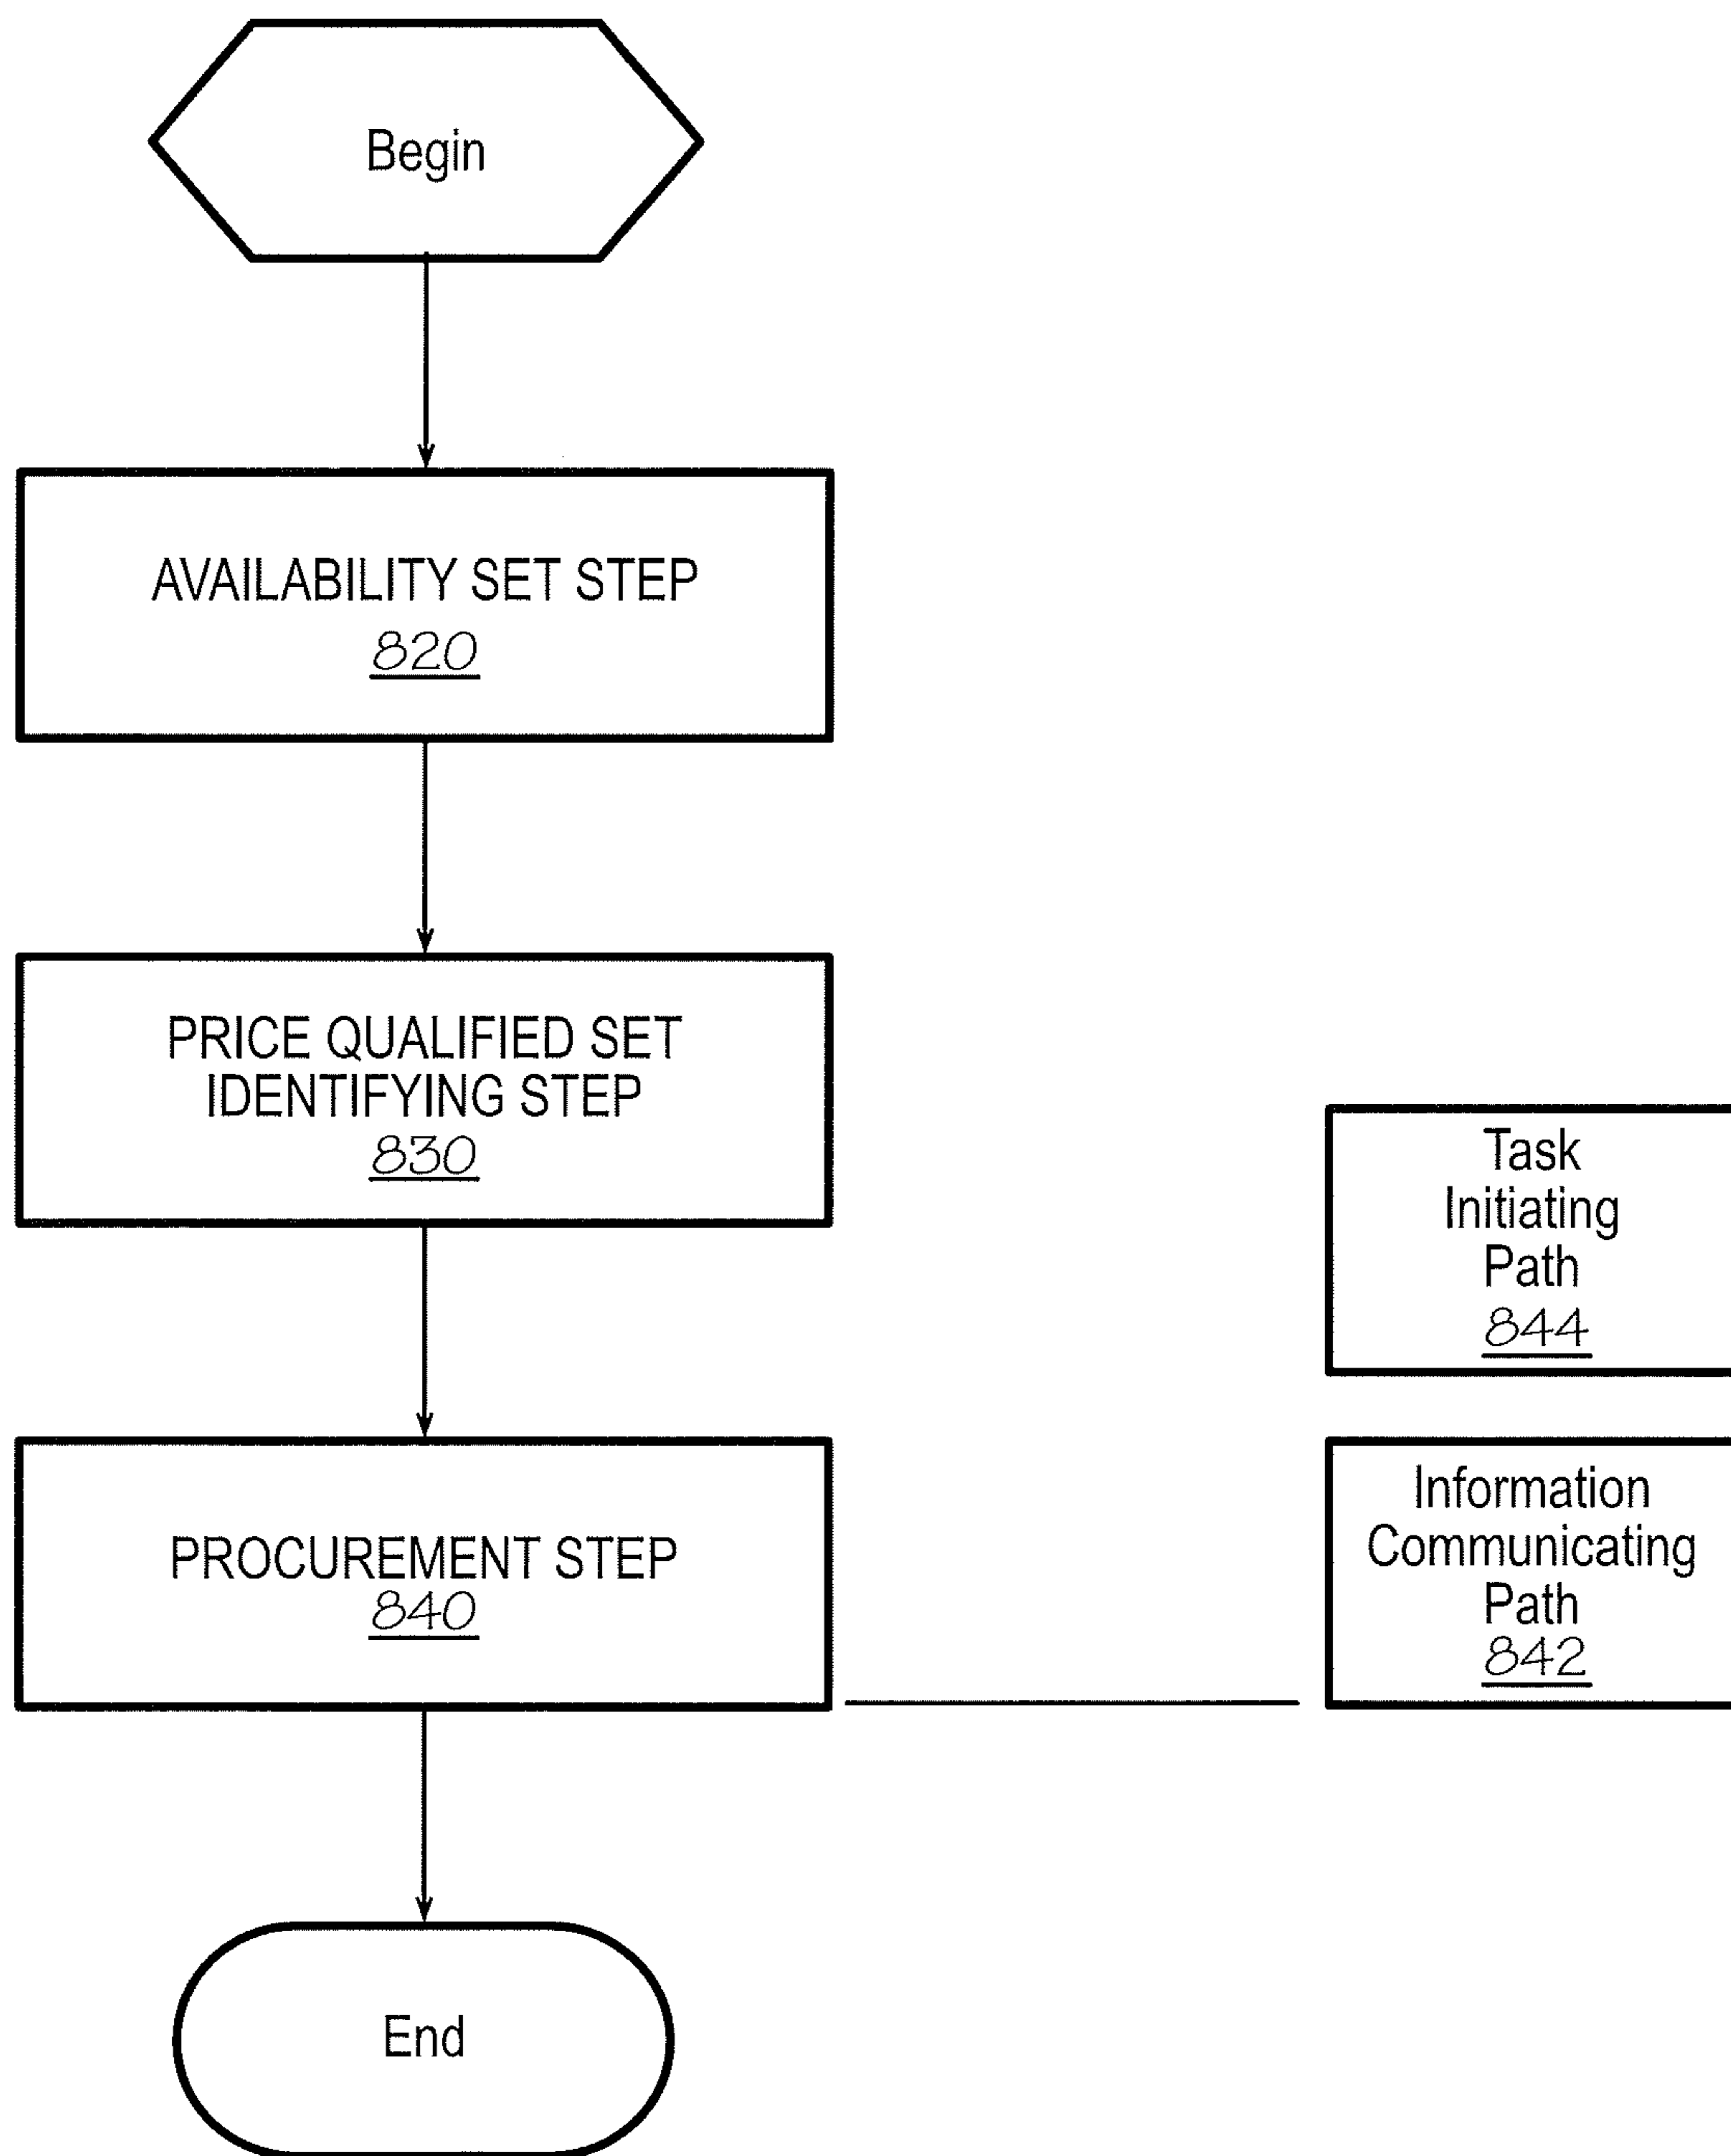 Begin
AVAILABILITY SET STEP
820
PRICE QUALIFIED SET
IDENTIFYING STEP
830
Task
Initiating
Path
844
PROCUREMENT STEP
840
Information
Communicating
Path
842
End